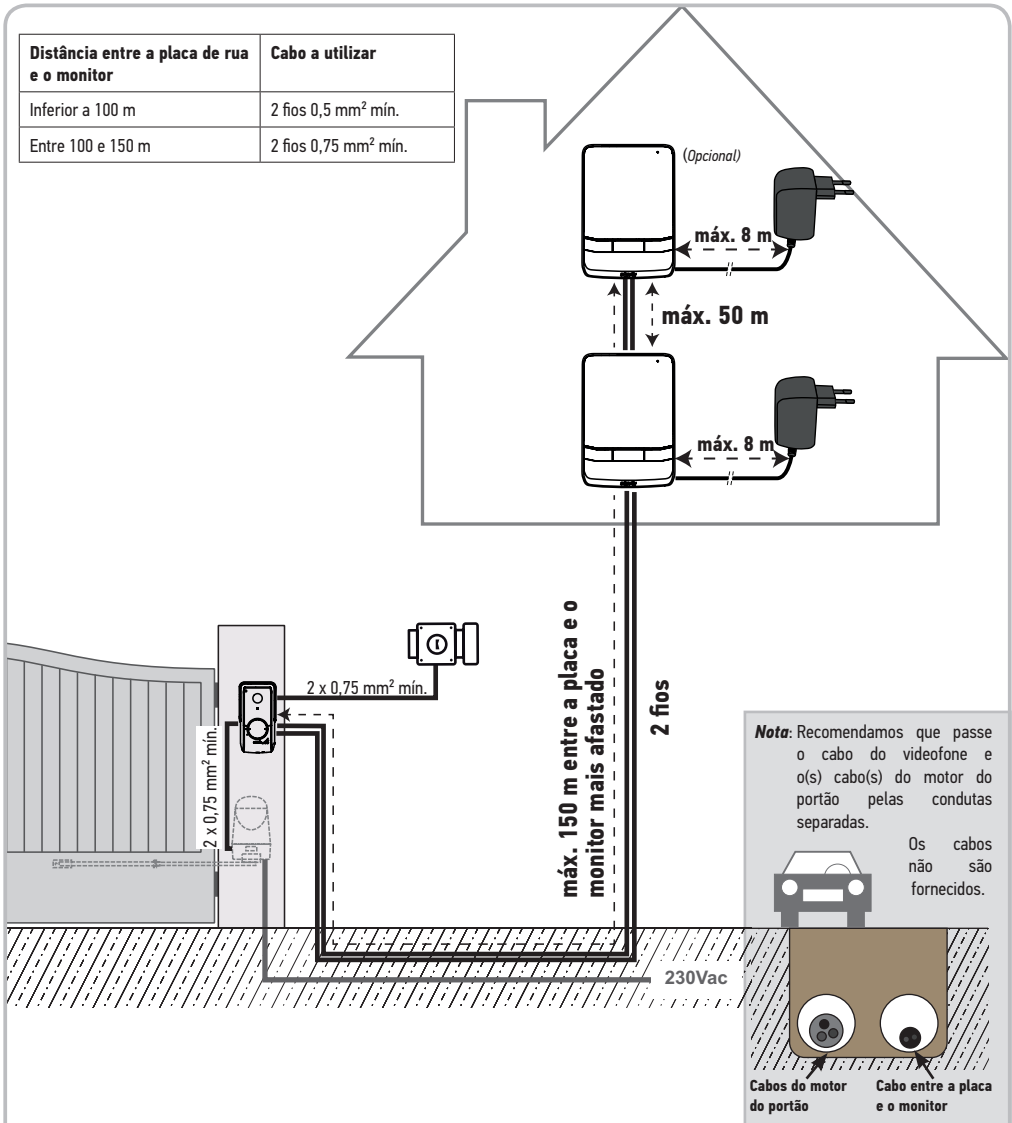 Distância entre a placa de rua
e o monitor
Cabo a utilizar
Inferior a 100 m
2 fios 0,5 mm² mín.
Entre 100 e 150 m
2 fios 0,75 mm² mín.
(Opcional)
máx. 8 m
máx. 50 m
máx. 8 m
máx. 150 m entre a placa e o
monitor mais afastado
2 fios
2 x 0,75 mm² mín.
2 x 0,75 mm² mín.
230Vac
Nota: Recomendamos que passe
o cabo do videofone e
o(s) cabo(s) do motor do
portão pelas condutas
separadas.
Os cabos
não são
fornecidos.
Cabos do motor
do portão
Cabo entre a placa
e o monitor